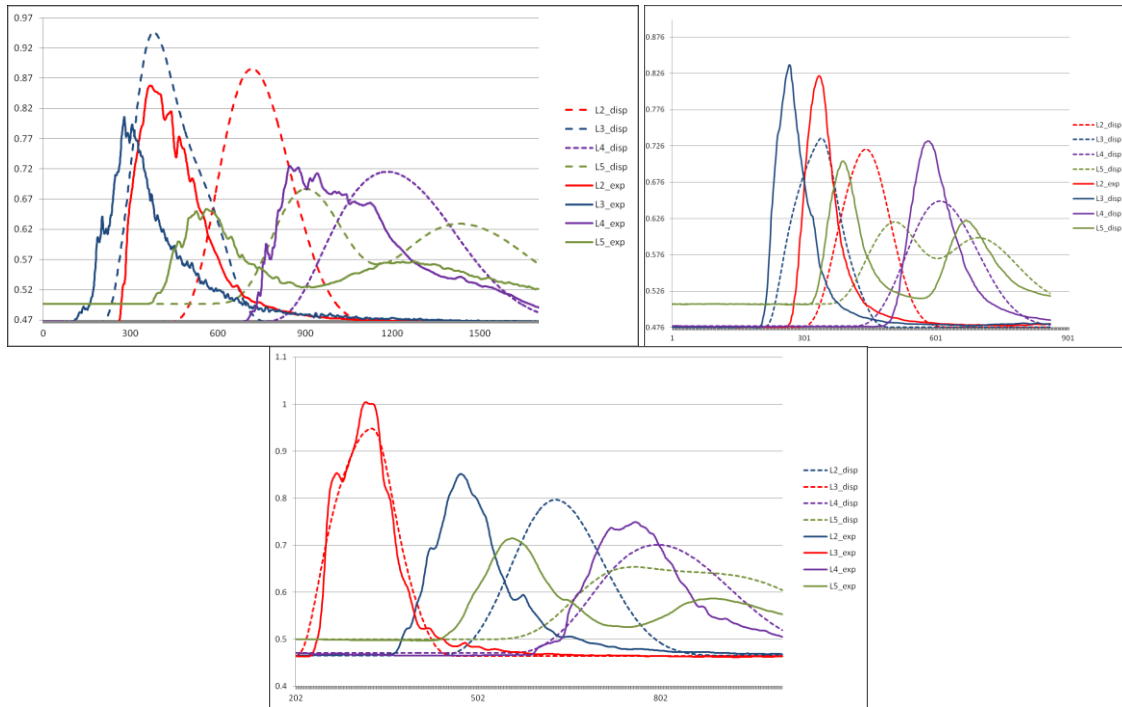 0.97
0.92
0.87
0.82
0.77
0.72
0.67
0.62
0.57
0.52
0.47
0 300 600 900 1200 1500
L2_disp
L3_disp
L4_disp
L5_disp
L2_exp
L3_exp
L4_exp
L5_exp
0.876
0.826
0.776
0.726
0.676
0.626
0.576
0.526
0.476
1 301 601 901
L2_disp
L3_disp
L4_disp
L5_disp
L2_exp
L3_disp
L4_exp
L5_exp
1.1
1
0.9
0.8
0.7
0.6
0.5
0.4
202 502 802
L2_disp
L3_disp
L4_disp
L5_disp
L2_exp
L3_exp
L4_exp
L5_exp